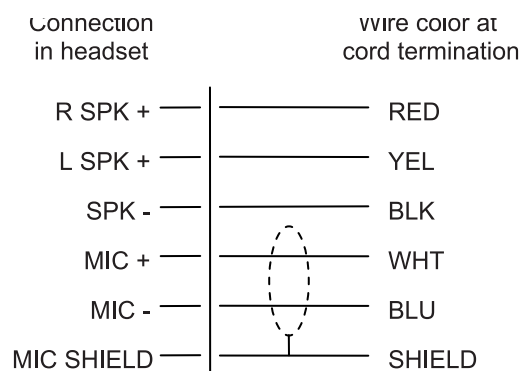 Connection
in headset
Wire color at
cord termination
R SPK + RED
L SPK + YEL
SPK - BLK
MIC + WHT
MIC - BLU
MIC SHIELD SHIELD